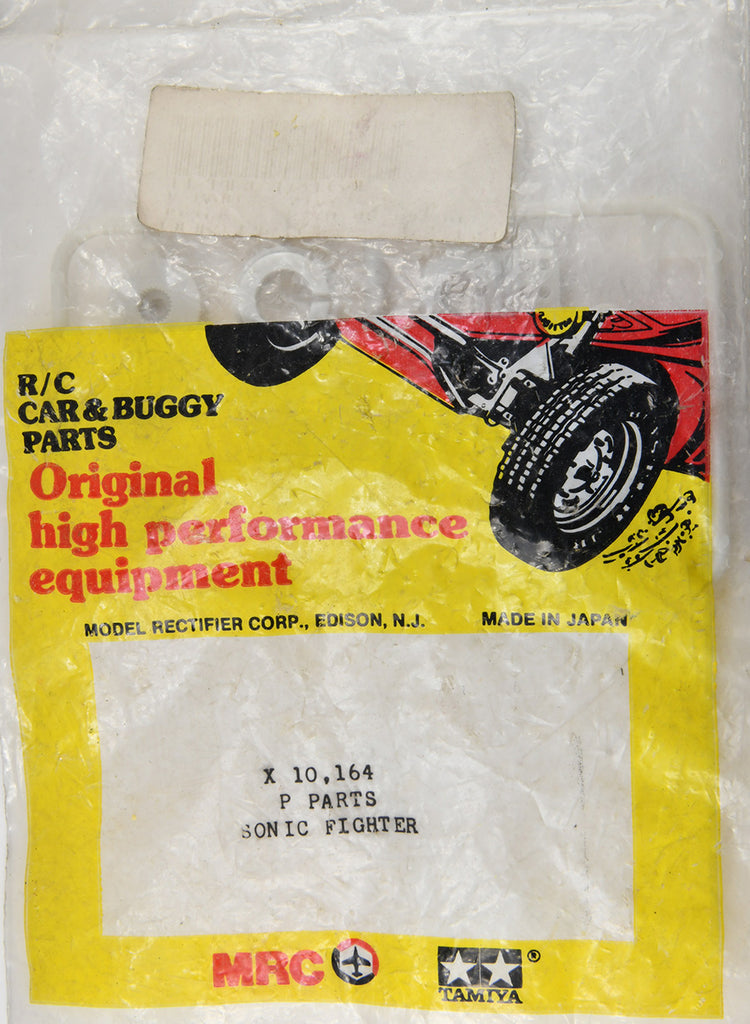 R/C
CAR & BUGGY
PARTS
Original
high performance
equipment
MODEL RECTIFIER CORP., EDISON, N.J. MADE IN JAPAN
X 10,164
P PARTS
SONIC FIGHTER
MRC
®
TAMIYA